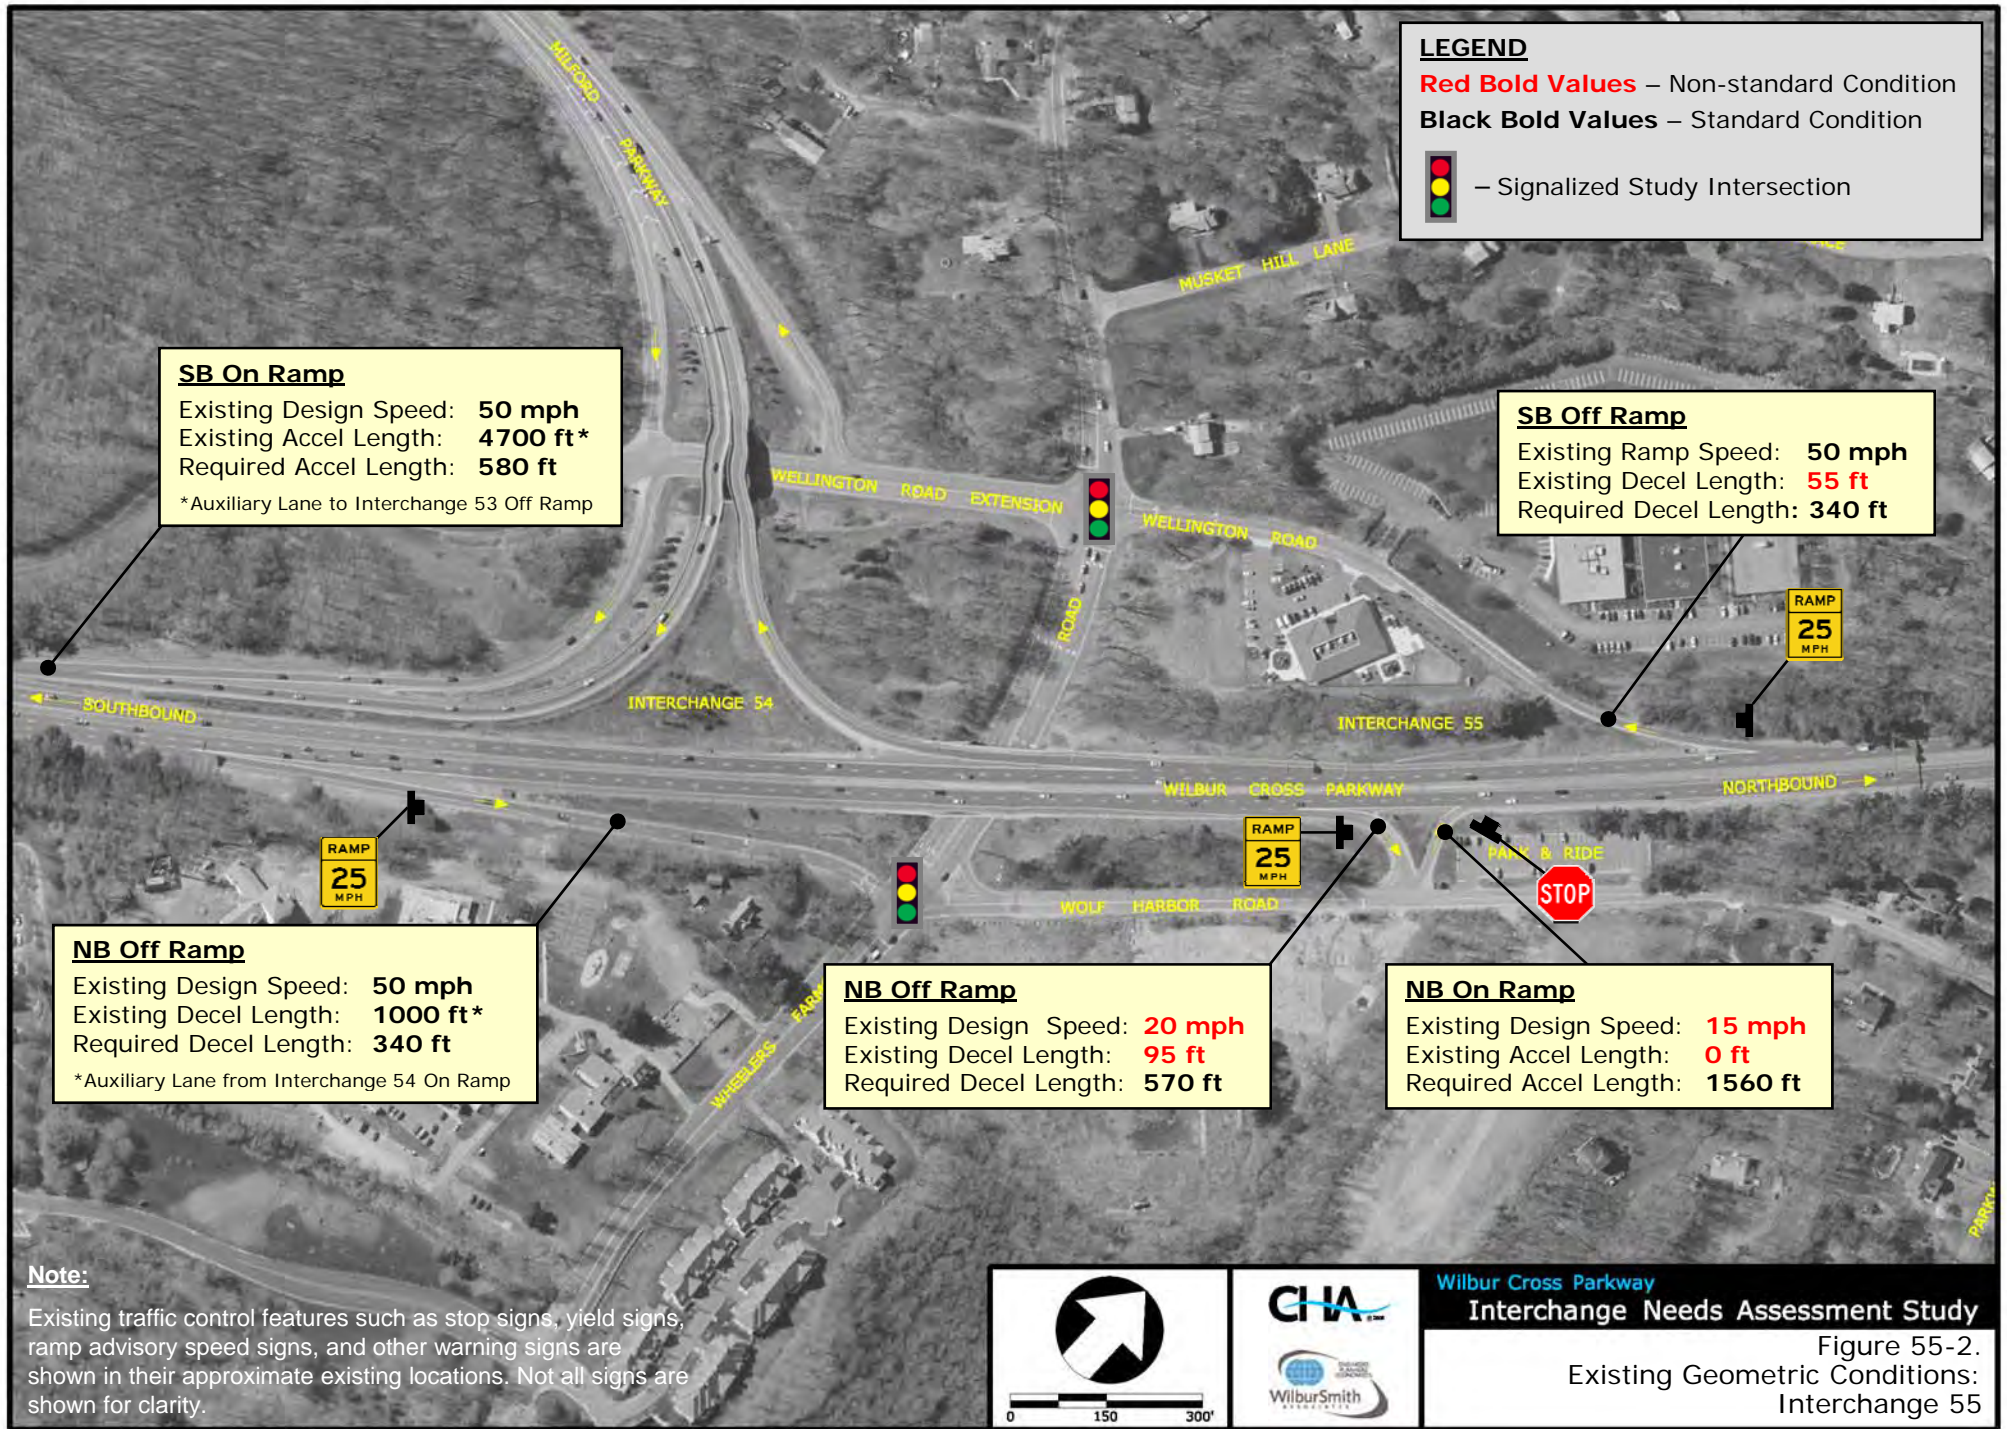 MILFORD
PARKWAY
LEGEND
Red Bold Values – Non-standard Condition
Black Bold Values – Standard Condition
– Signalized Study Intersection
MUSKET HILL LANE
SB On Ramp
Existing Design Speed: 50 mph
Existing Accel Length: 4700 ft*
Required Accel Length: 580 ft
*Auxiliary Lane to Interchange 53 Off Ramp
SB Off Ramp
Existing Ramp Speed: 50 mph
Existing Decel Length: 55 ft
Required Decel Length: 340 ft
WELLINGTON ROAD EXTENSION
WELLINGTON ROAD
ROAD
RAMP
25
MPH
SOUTHBOUND
INTERCHANGE 54
INTERCHANGE 55
WILBUR CROSS PARKWAY
NORTHBOUND
RAMP
25
MPH
RAMP
25
MPH
PARK & RIDE
STOP
WOLF HARBOR ROAD
WHEELERS
NB Off Ramp
Existing Design Speed: 50 mph
Existing Decel Length: 1000 ft*
Required Decel Length: 340 ft
*Auxiliary Lane from Interchange 54 On Ramp
NB Off Ramp
Existing Design Speed: 20 mph
Existing Decel Length: 95 ft
Required Decel Length: 570 ft
NB On Ramp
Existing Design Speed: 15 mph
Existing Accel Length: 0 ft
Required Accel Length: 1560 ft
Note:
Existing traffic control features such as stop signs, yield signs,
ramp advisory speed signs, and other warning signs are
shown in their approximate existing locations. Not all signs are
shown for clarity.
0 150 300'
CHA
WilburSmith
ASSOCIATES
Wilbur Cross Parkway
Interchange Needs Assessment Study
Figure 55-2.
Existing Geometric Conditions:
Interchange 55